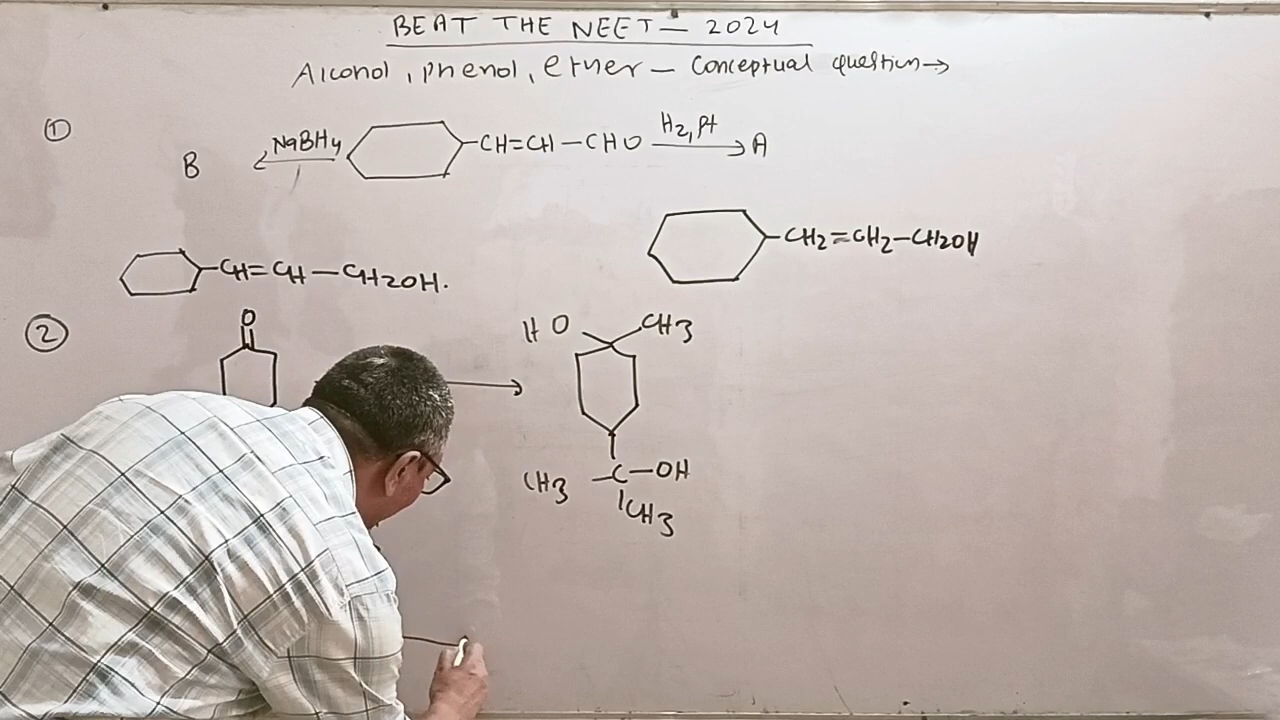 BEAT THE NEET - 2024
Alcohol, phenol, ether - Conceptual question →
① B ←NaBH4 -CH=CH-CHO H2, Pt → A
-CH2=CH2-CH2OH
-CH=CH-CH2OH.
② O → HO CH3
CH3 -C-OH
CH3